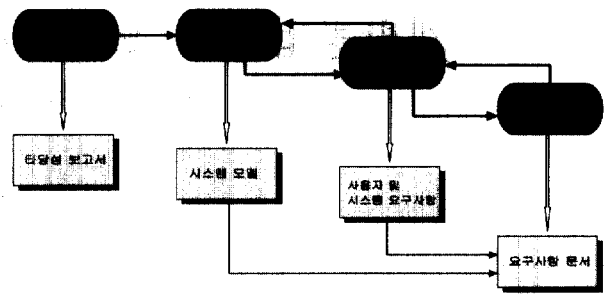 타당성 보고서
시스템 모델
사용자 및
시스템 요구사항
요구사항 문서